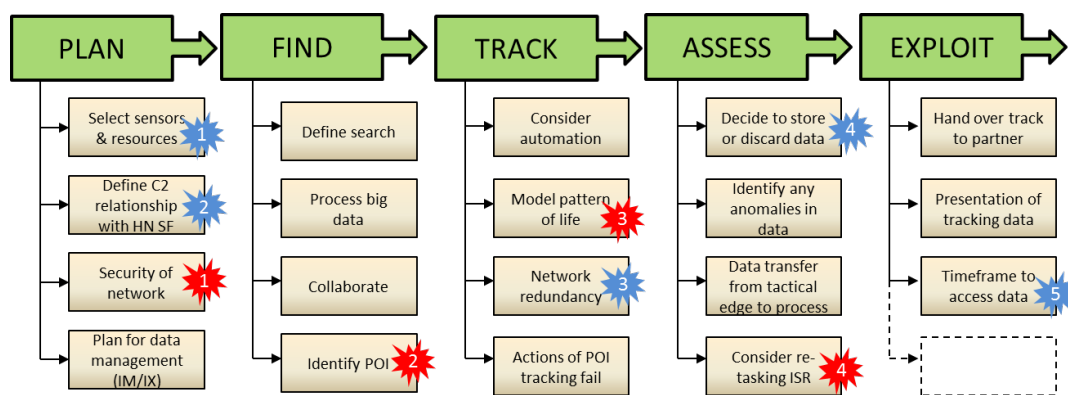 PLAN
FIND
TRACK
ASSESS
EXPLOIT
Select sensors
& resources
1
Define C2
relationship
with HN SF
2
Security of
network
1
Plan for data
management
(IM/IX)
Define search
Process big
data
Collaborate
Identify POI
2
Consider
automation
Model pattern
of life
3
Network
redundancy
3
Actions of POI
tracking fail
Decide to store
or discard data
4
Identify any
anomalies in
data
Data transfer
from tactical
edge to process
Consider re-
tasking ISR
4
Hand over track
to partner
Presentation of
tracking data
Timeframe to
access data
5